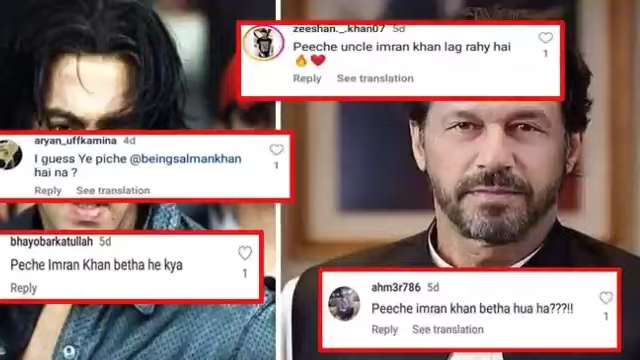 zeeshan._.khan07 5d
Peeche uncle imran khan lag rahy hai
🔥❤️
1
Reply See translation
aryan_uffkamina 4d
I guess Ye piche @beingsalmankhan
hai na ?
1
Reply See translation
bhayobarkatullah 5d
Peche Imran Khan betha he kya
1
Reply
ahm3r786 5d
Peeche imran khan betha hua ha???!!
1
Reply See translation